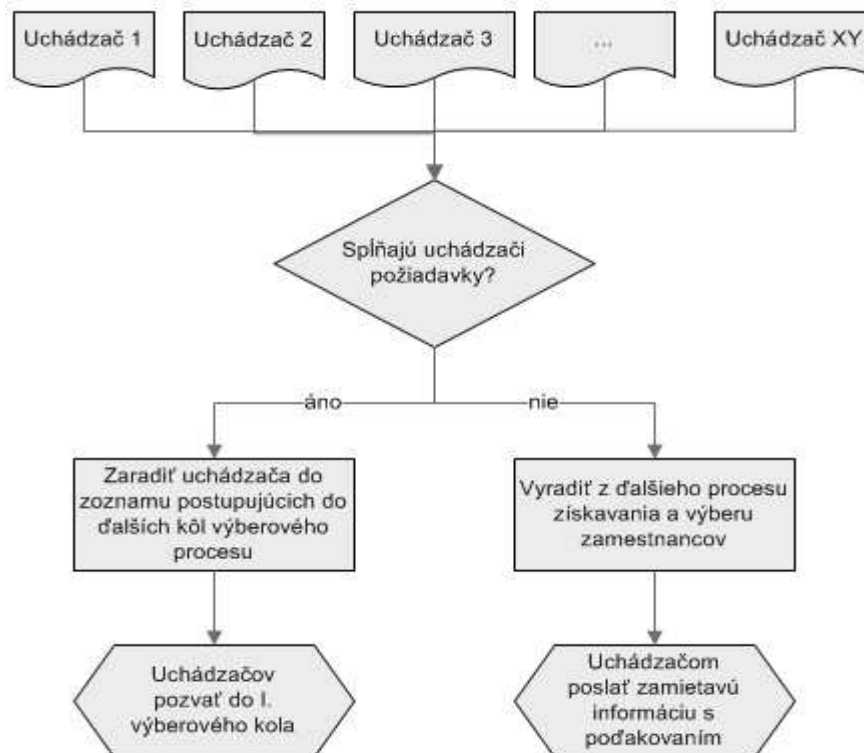 Uchádzač 1
Uchádzač 2
Uchádzač 3
...
Uchádzač XY
Spĺňajú uchádzači
požiadavky?
áno
nie
Zaradiť uchádzača do
zoznamu postupujúcich do
ďalších kôl výberového
procesu
Vyradiť z ďalšieho procesu
získavania a výberu
zamestnancov
Uchádzačov
pozvať do I.
výberového kola
Uchádzačom
poslať zamietavú
informáciu s
poďakovaním